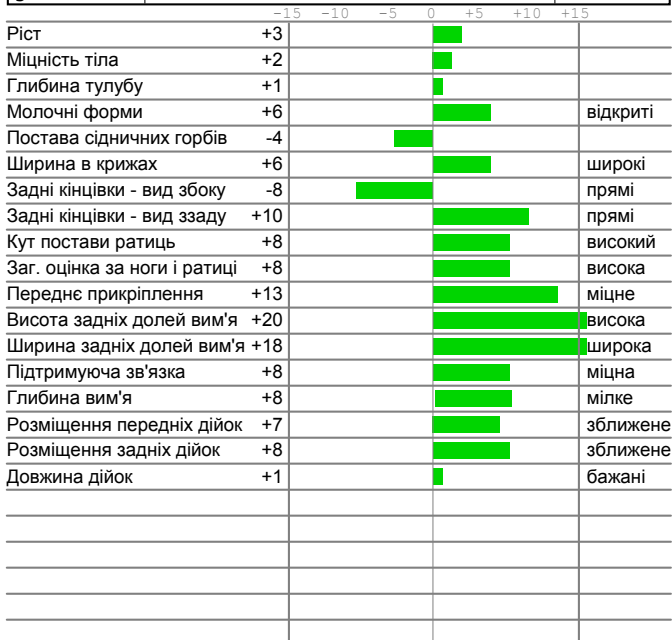 -15 -10 -5 0 +5 +10 +15
Ріст +3
Міцність тіла +2
Глибина тулубу +1
Молочні форми +6 відкриті
Постава сідничних горбів -4
Ширина в крижах +6 широкі
Задні кінцівки - вид збоку -8 прямі
Задні кінцівки - вид ззаду +10 прямі
Кут постави ратиць +8 високий
Заг. оцінка за ноги і ратиці +8 висока
Переднє прикріплення +13 міцне
Висота задніх долей вим'я +20 висока
Ширина задніх долей вим'я +18 широка
Підтримуюча зв'язка +8 міцна
Глибина вим'я +8 мілке
Розміщення передніх дійок +7 зближене
Розміщення задніх дійок +8 зближене
Довжина дійок +1 бажані